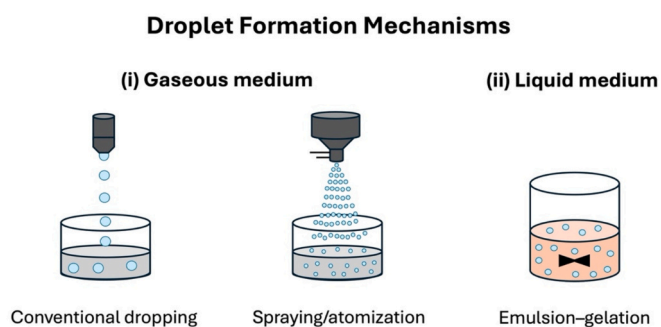 Droplet Formation Mechanisms
(i) Gaseous medium
(ii) Liquid medium
Conventional dropping
Spraying/atomization
Emulsion–gelation